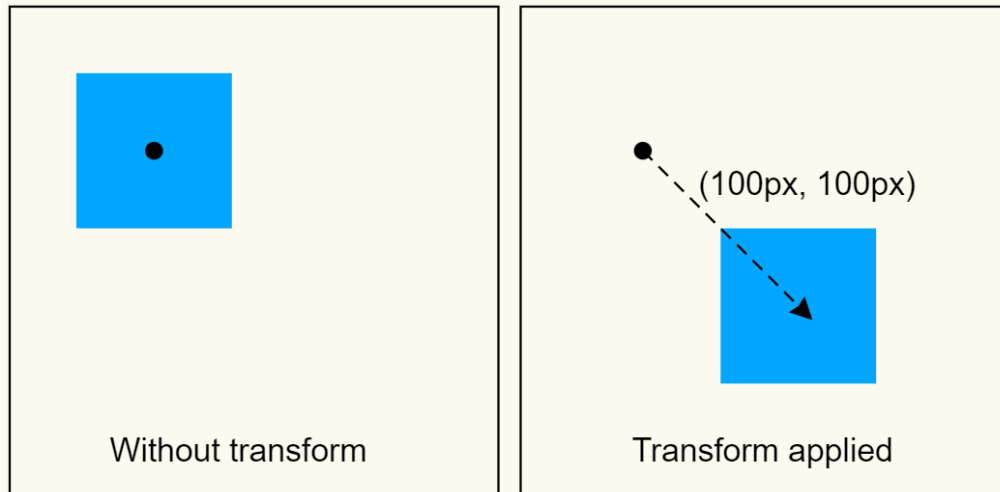 (100px, 100px)
Without transform
Transform applied